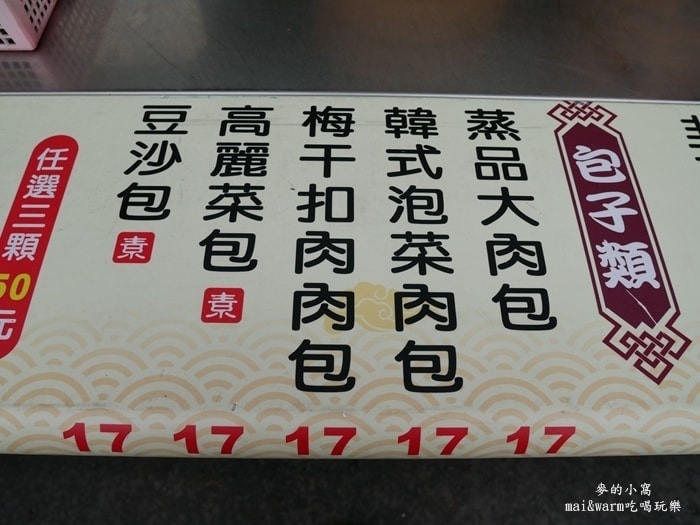 包子類
蒸品大肉包
韓式泡菜肉包
梅干扣肉肉包
高麗菜包 素
豆沙包 素
任選三顆50元
17 17 17 17 17
麥的小窩
mai&warm吃喝玩樂